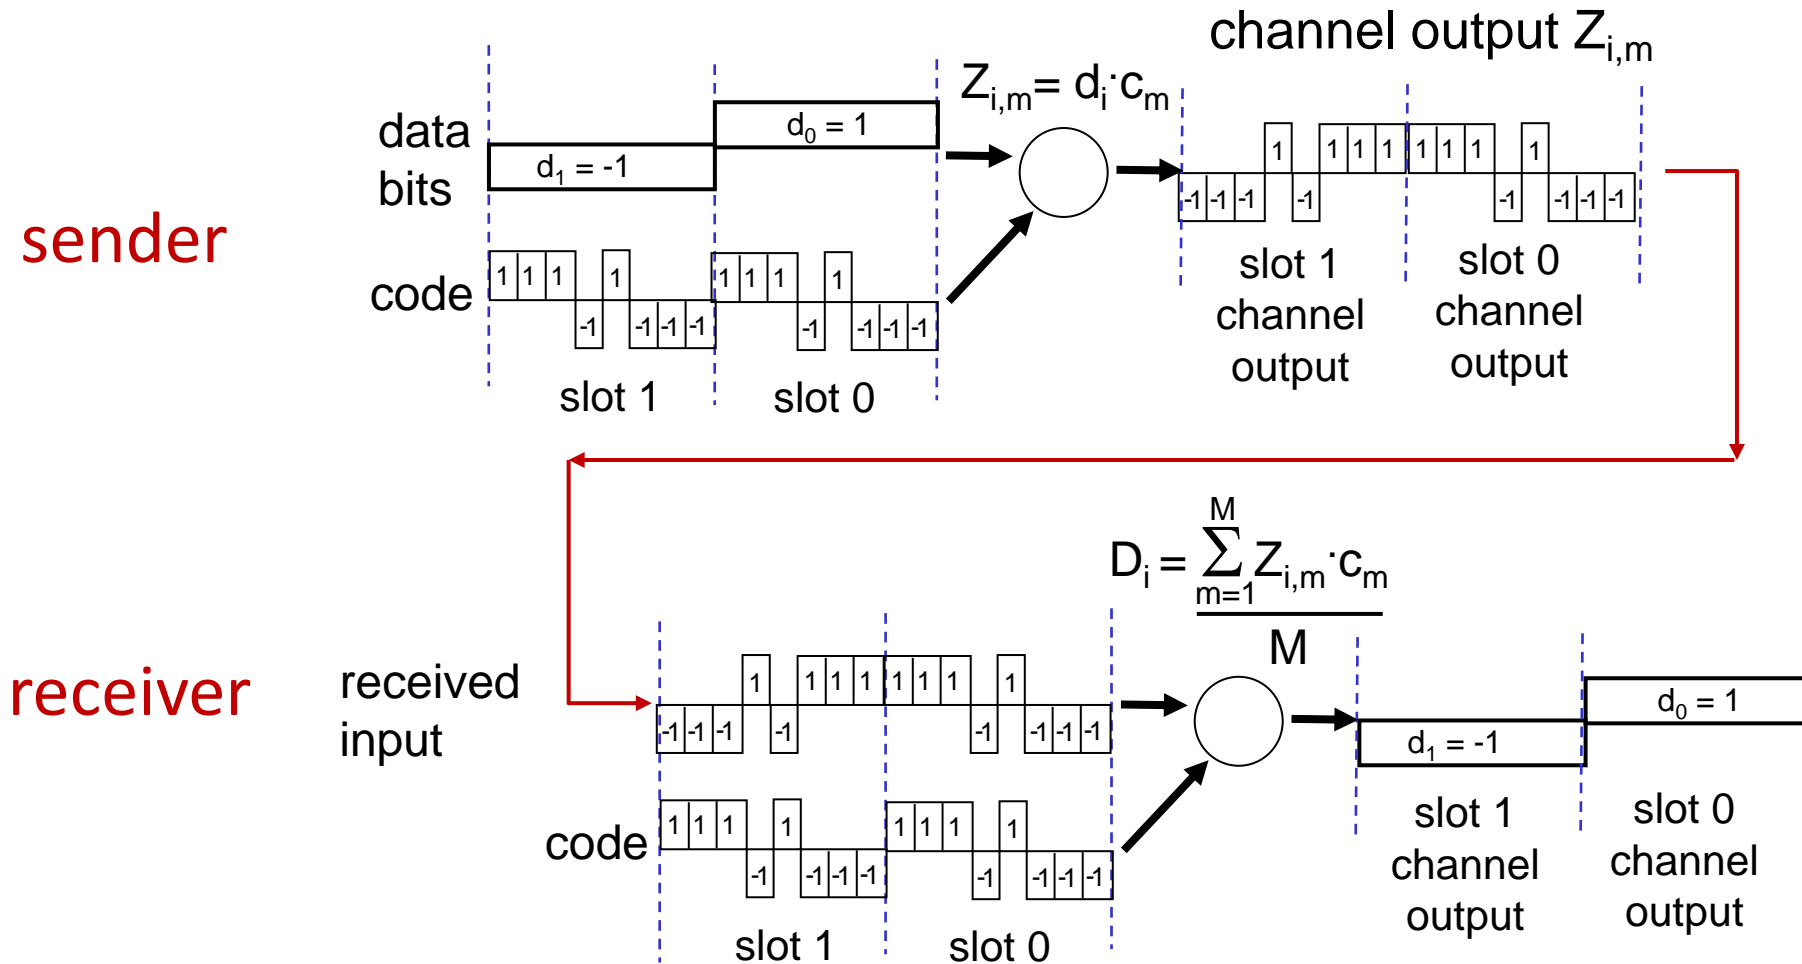 channel output Z_{i,m}
Z_{i,m} = d_i·c_m
data bits
d_1 = -1
d_0 = 1
sender
code
1 1 1 -1 1 -1 -1 -1
1 1 1 -1 1 -1 -1 -1
slot 1
slot 0
-1 -1 -1 1 -1 1 1 1
1 1 1 -1 1 -1 -1 -1
slot 1
channel
output
slot 0
channel
output
D_i = \sum_{m=1}^{M} Z_{i,m}·c_m
M
receiver
received
input
-1 -1 -1 1 -1 1 1 1
1 1 1 -1 1 -1 -1 -1
code
1 1 1 -1 1 -1 -1 -1
1 1 1 -1 1 -1 -1 -1
slot 1
slot 0
d_1 = -1
d_0 = 1
slot 1
channel
output
slot 0
channel
output